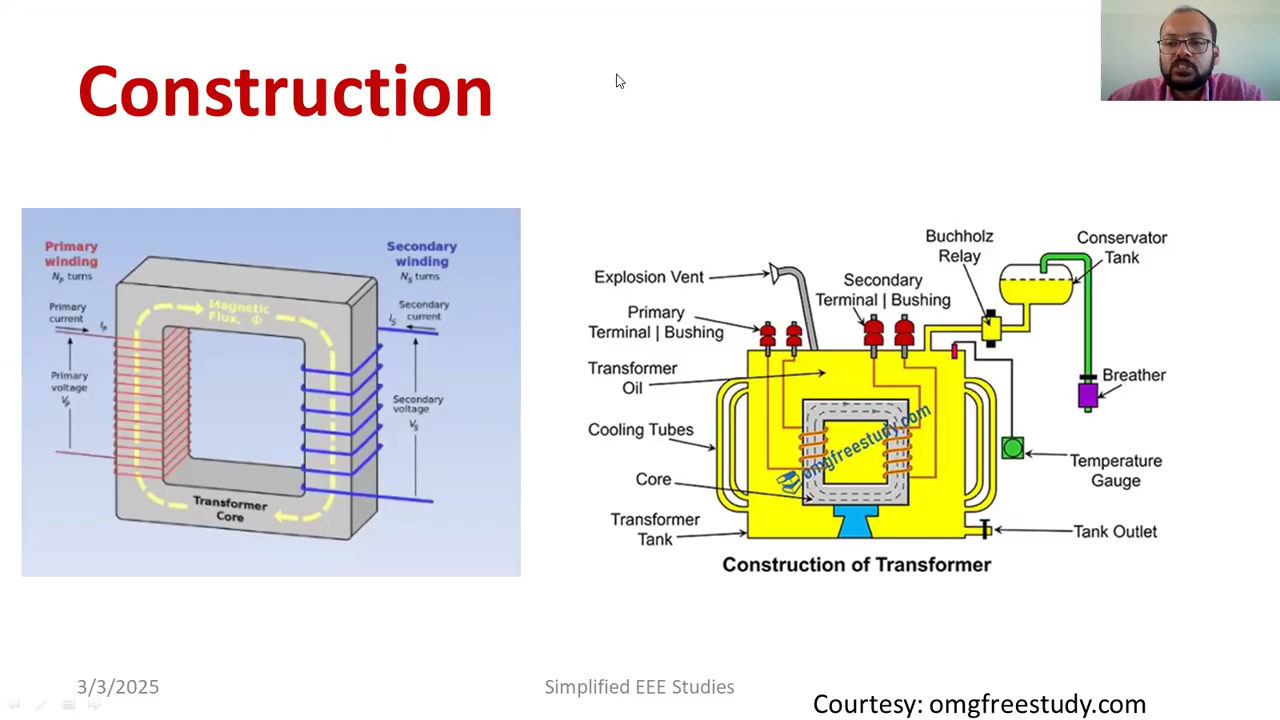 Construction
Primary
winding
Np turns
Secondary
winding
Ns turns
Primary
current
Ip
Magnetic
Flux, Φ
Secondary
current
Is
Primary
voltage
Vp
Secondary
voltage
Vs
Transformer
Core
Explosion Vent
Primary
Terminal | Bushing
Secondary
Terminal | Bushing
Buchholz
Relay
Conservator
Tank
Transformer
Oil
Breather
Cooling Tubes
omgfreestudy.com
Core
Temperature
Gauge
Transformer
Tank
Tank Outlet
Construction of Transformer
3/3/2025
Simplified EEE Studies
Courtesy: omgfreestudy.com